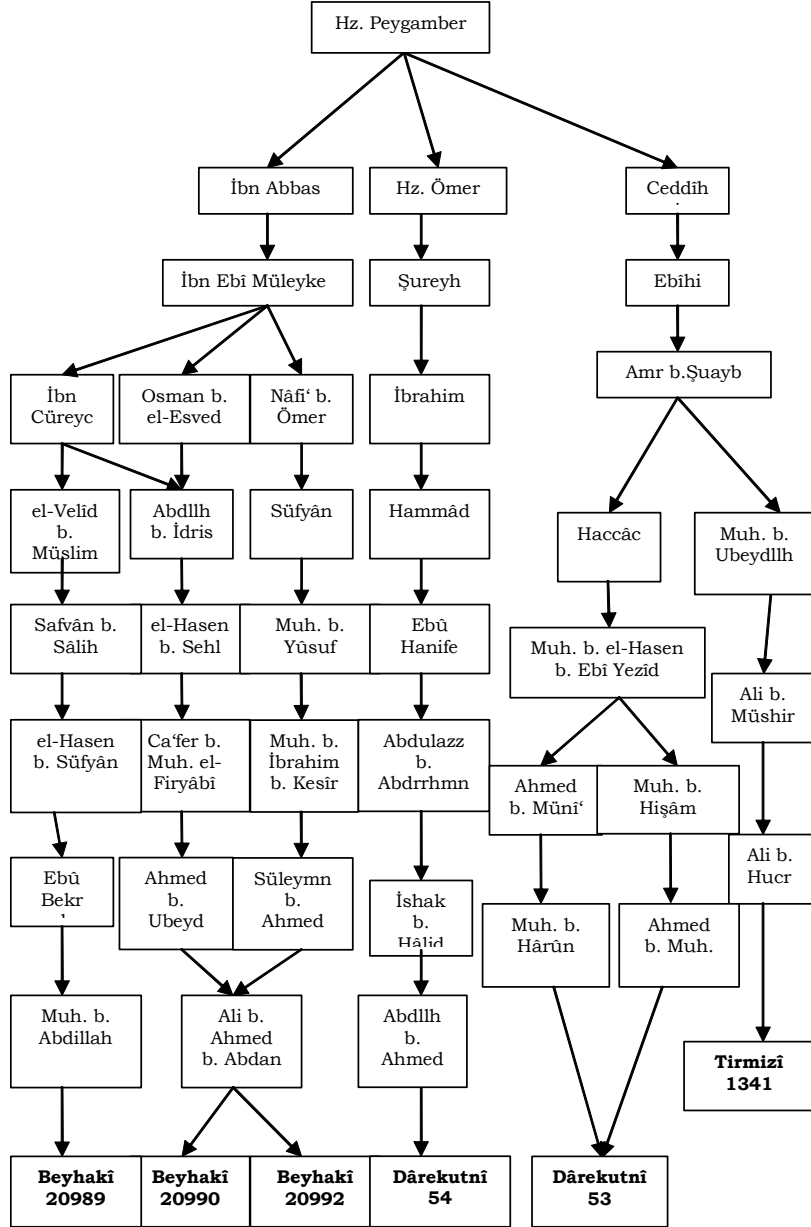 Hz. Peygamber
İbn Abbas
Hz. Ömer
Ceddîh
İbn Ebî Müleyke
Şureyh
Ebîhi
Amr b.Şuayb
İbn
Cüreyc
Osman b.
el-Esved
Nâfi‘ b.
Ömer
İbrahim
el-Velîd
b.
Müslim
Abdllh
b. İdris
Süfyân
Hammâd
Haccâc
Muh. b.
Ubeydllh
Safvân b.
Sâlih
el-Hasen
b. Sehl
Muh. b.
Yûsuf
Ebû
Hanife
Muh. b. el-Hasen
b. Ebî Yezîd
Ali b.
Müshir
el-Hasen
b. Süfyân
Ca‘fer b.
Muh. el-
Firyâbî
Muh. b.
İbrahim
b. Kesîr
Abdulazz
b.
Abdrrhmn
Ahmed
b. Münî‘
Muh. b.
Hişâm
Ali b.
Hucr
Ebû
Bekr
Ahmed
b.
Ubeyd
Süleymn
b.
Ahmed
İshak
b.
Hâlid
Muh. b.
Hârûn
Ahmed
b. Muh.
Muh. b.
Abdillah
Ali b.
Ahmed
b. Abdan
Abdllh
b.
Ahmed
Tirmizî
1341
Beyhakî
20989
Beyhakî
20990
Beyhakî
20992
Dârekutnî
54
Dârekutnî
53